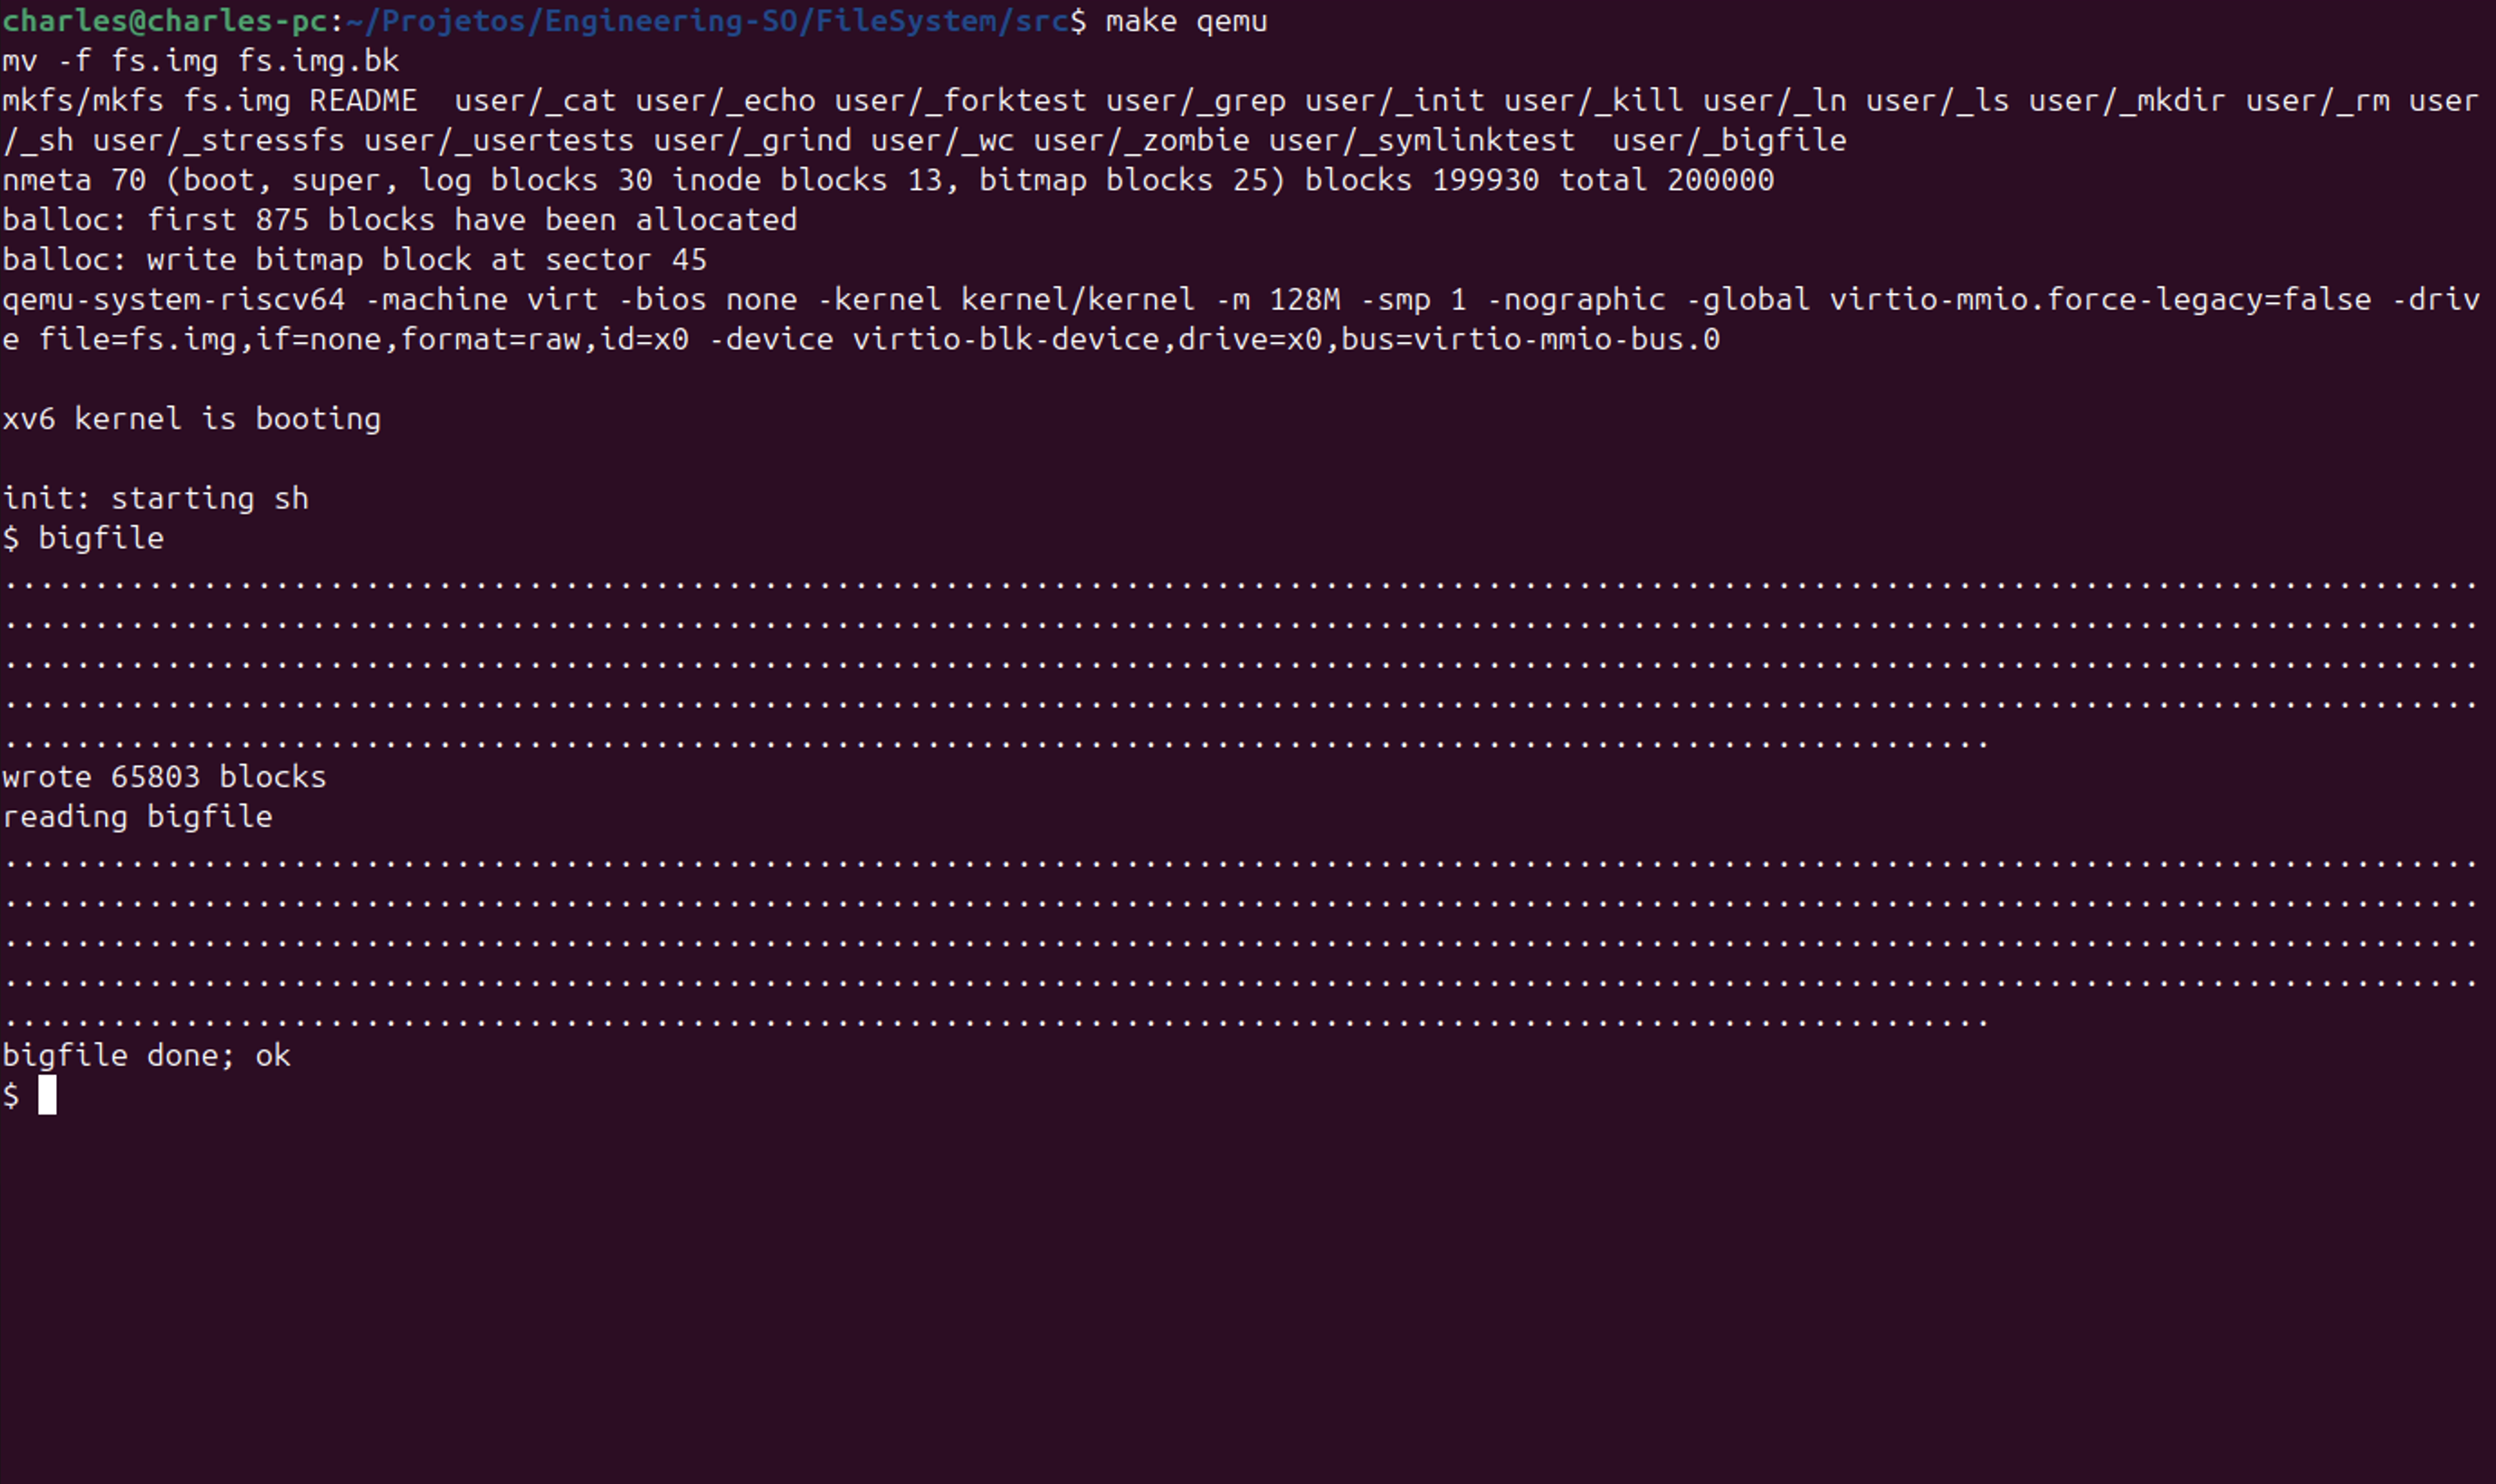 charles@charles-pc:~/Projetos/Engineering-SO/FileSystem/src$ make qemu
mv -f fs.img fs.img.bk
mkfs/mkfs fs.img README  user/_cat user/_echo user/_forktest user/_grep user/_init user/_kill user/_ln user/_ls user/_mkdir user/_rm user
/_sh user/_stressfs user/_usertests user/_grind user/_wc user/_zombie user/_symlinktest  user/_bigfile
nmeta 70 (boot, super, log blocks 30 inode blocks 13, bitmap blocks 25) blocks 199930 total 200000
balloc: first 875 blocks have been allocated
balloc: write bitmap block at sector 45
qemu-system-riscv64 -machine virt -bios none -kernel kernel/kernel -m 128M -smp 1 -nographic -global virtio-mmio.force-legacy=false -driv
e file=fs.img,if=none,format=raw,id=x0 -device virtio-blk-device,drive=x0,bus=virtio-mmio-bus.0
xv6 kernel is booting
init: starting sh
$ bigfile
.........................................................................................................................................
.........................................................................................................................................
.........................................................................................................................................
.........................................................................................................................................
..............................................................................................................
wrote 65803 blocks
reading bigfile
.........................................................................................................................................
.........................................................................................................................................
.........................................................................................................................................
.........................................................................................................................................
..............................................................................................................
bigfile done; ok
$